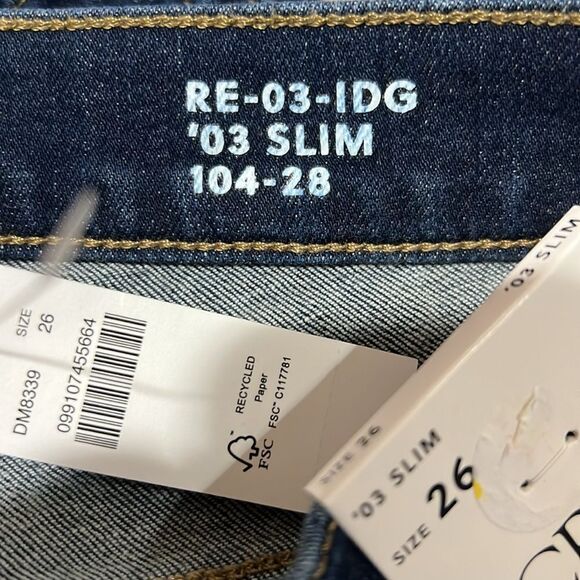 RE-03-IDG
'03 SLIM
104-28
SIZE
26
DM8339
099107455664
RECYCLED
Paper
FSC™ C117781
FSC
'03 SLIM
SIZE 26
'03 SLIM
SIZE 26